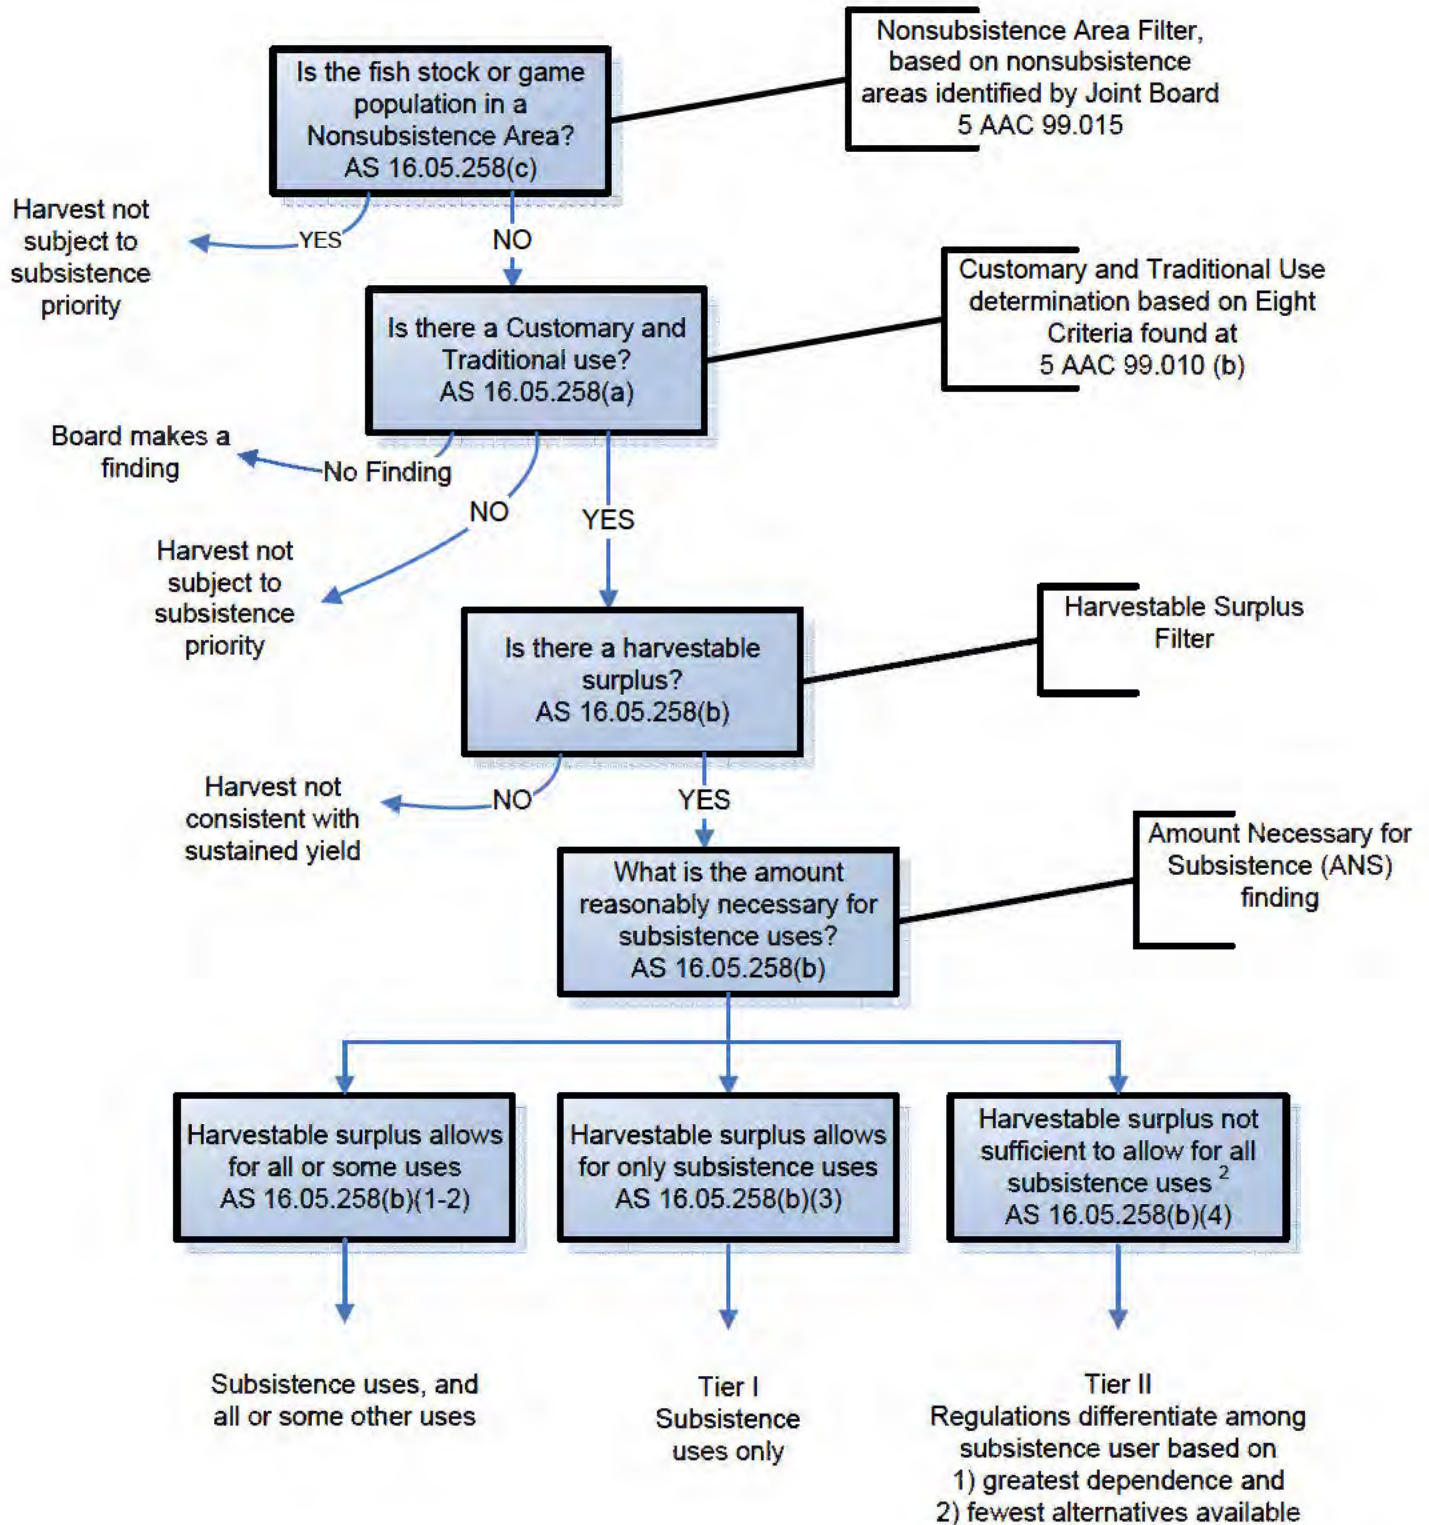 Is the fish stock or game
population in a
Nonsubsistence Area?
AS 16.05.258(c)
Nonsubsistence Area Filter,
based on nonsubsistence
areas identified by Joint Board
5 AAC 99.015
Harvest not
subject to
subsistence
priority
YES
NO
Is there a Customary and
Traditional use?
AS 16.05.258(a)
Customary and Traditional Use
determination based on Eight
Criteria found at
5 AAC 99.010 (b)
Board makes a
finding
No Finding
NO
YES
Harvest not
subject to
subsistence
priority
Is there a harvestable
surplus?
AS 16.05.258(b)
Harvestable Surplus
Filter
Harvest not
consistent with
sustained yield
NO
YES
What is the amount
reasonably necessary for
subsistence uses?
AS 16.05.258(b)
Amount Necessary for
Subsistence (ANS)
finding
Harvestable surplus allows
for all or some uses
AS 16.05.258(b)(1-2)
Harvestable surplus allows
for only subsistence uses
AS 16.05.258(b)(3)
Harvestable surplus not
sufficient to allow for all
subsistence uses 2
AS 16.05.258(b)(4)
Subsistence uses, and
all or some other uses
Tier I
Subsistence
uses only
Tier II
Regulations differentiate among
subsistence user based on
1) greatest dependence and
2) fewest alternatives available